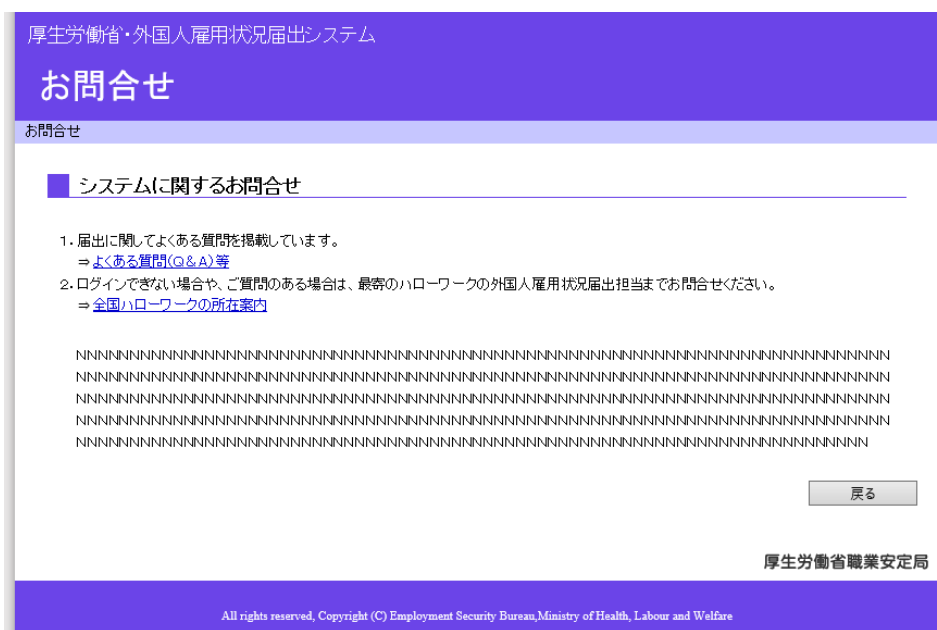 厚生労働省・外国人雇用状況届出システム
お問合せ
お問合せ
システムに関するお問合せ
1．届出に関してよくある質問を掲載しています。
⇒よくある質問(Q＆A)等
2．ログインできない場合や、ご質問のある場合は、最寄のハローワークの外国人雇用状況届出担当までお問合せください。
⇒全国ハローワークの所在案内
NNNNNNNNNNNNNNNNNNNNNNNNNNNNNNNNNNNNNNNNNNNNNNNNNNNNNNNNNNNNNNNNNNNNNNNNNNNN
NNNNNNNNNNNNNNNNNNNNNNNNNNNNNNNNNNNNNNNNNNNNNNNNNNNNNNNNNNNNNNNNNNNNNNNNNNNN
NNNNNNNNNNNNNNNNNNNNNNNNNNNNNNNNNNNNNNNNNNNNNNNNNNNNNNNNNNNNNNNNNNNNNNNNNNNN
NNNNNNNNNNNNNNNNNNNNNNNNNNNNNNNNNNNNNNNNNNNNNNNNNNNNNNNNNNNNNNNNNNNNNNNNNNNN
NNNNNNNNNNNNNNNNNNNNNNNNNNNNNNNNNNNNNNNNNNNNNNNNNNNNNNNNNNNNNNNNNNNNNNNNNN
戻る
厚生労働省職業安定局
All rights reserved, Copyright (C) Employment Security Bureau,Ministry of Health, Labour and Welfare